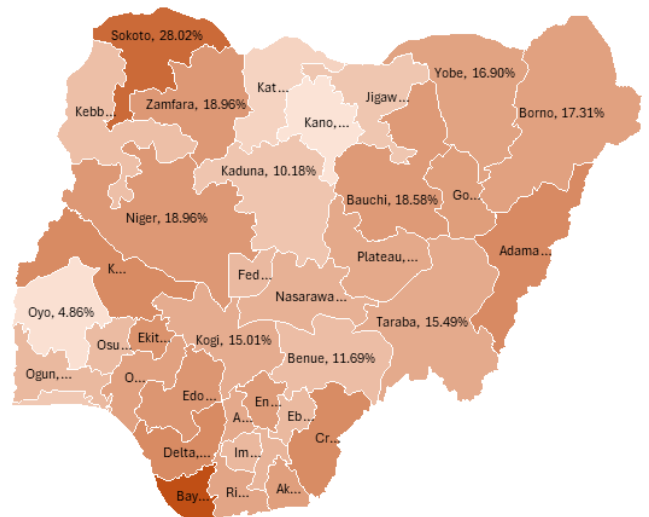 Sokoto, 28.02%
Kat...
Yobe, 16.90%
Kebb...
Zamfara, 18.96%
Jigaw...
Kano,...
Borno, 17.31%
Kaduna, 10.18%
Bauchi, 18.58%
Go...
Niger, 18.96%
Plateau,...
Adama...
K...
Fed...
Nasarawa...
Oyo, 4.86%
Taraba, 15.49%
Osu...
Ekit...
Kogi, 15.01%
Benue, 11.69%
Ogun,...
O...
Edo...
En...
A...
Eb...
Cr...
Delta,...
Im...
Bay...
Ri...
Ak...